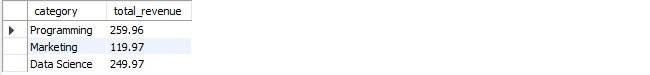 category total_revenue
Programming 259.96
Marketing 119.97
Data Science 249.97